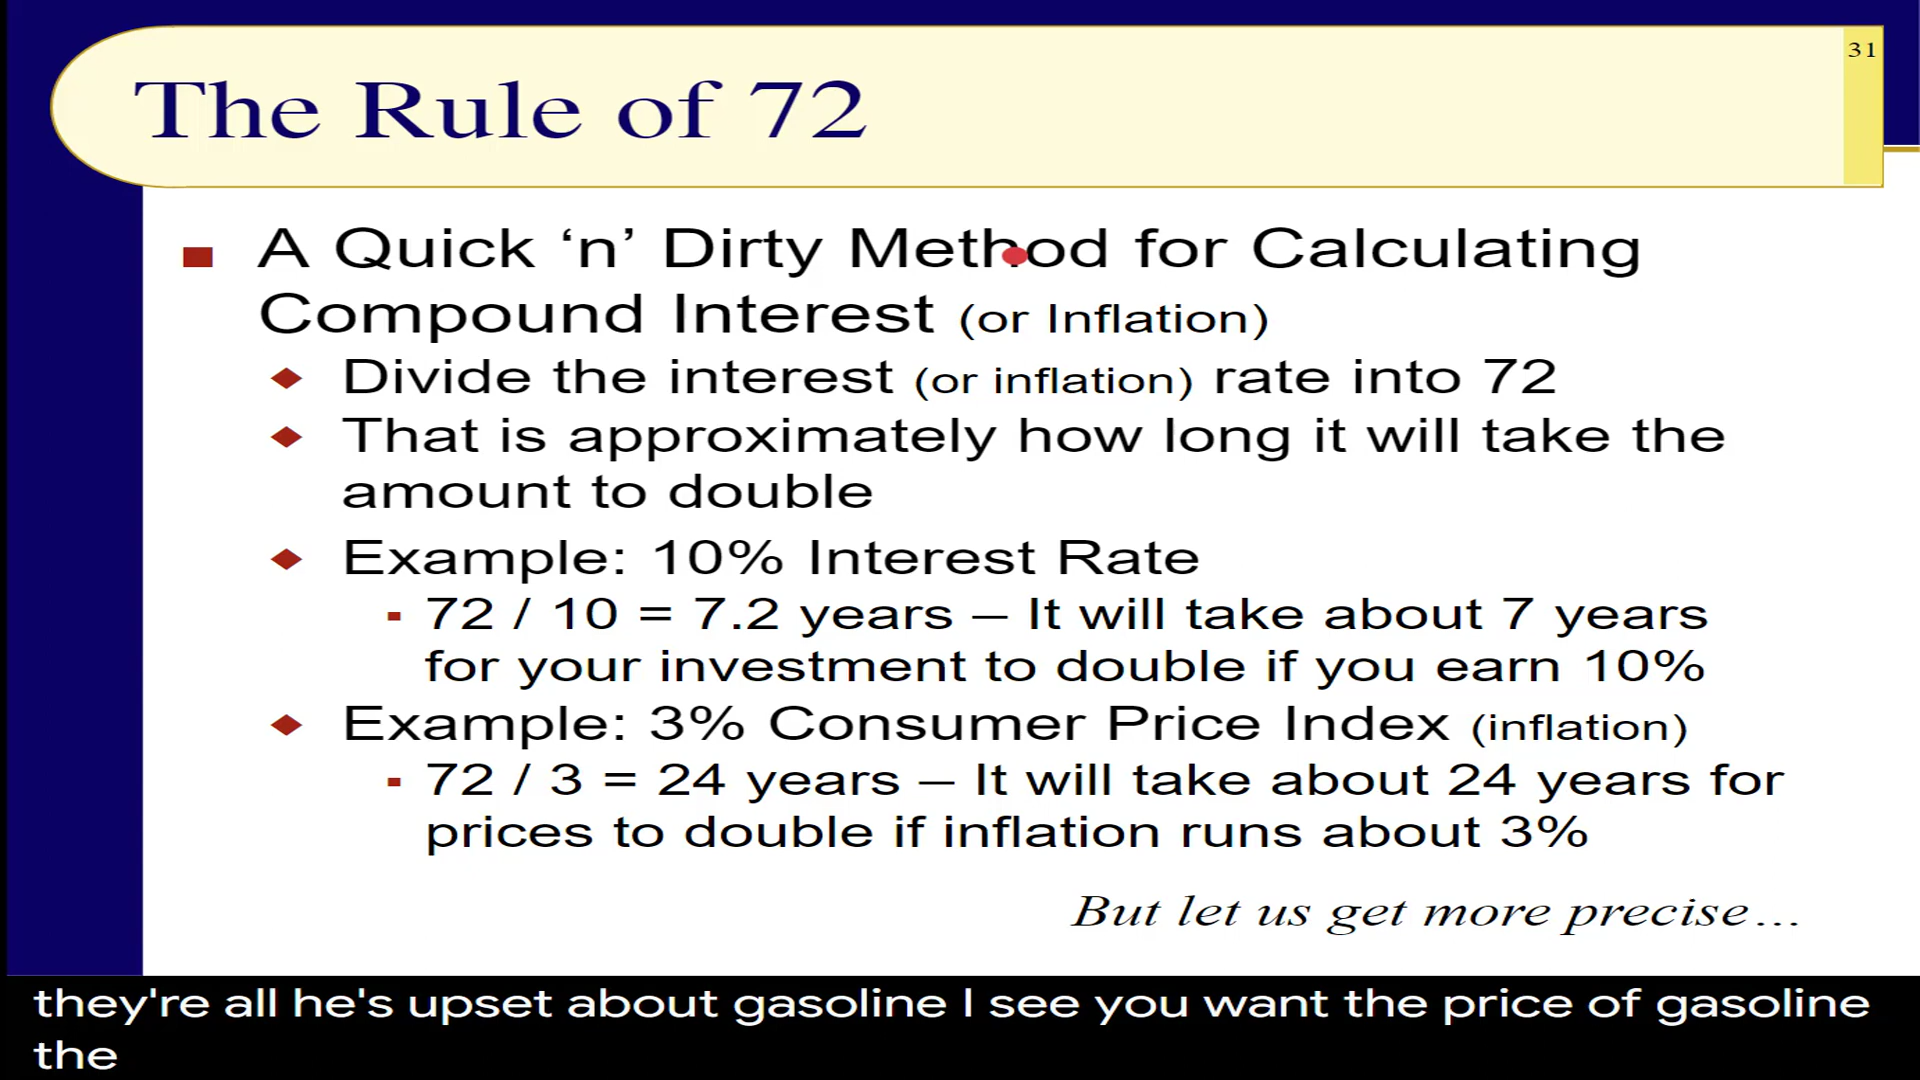 31
The Rule of 72
A Quick ‘n’ Dirty Method for Calculating
Compound Interest (or Inflation)
Divide the interest (or inflation) rate into 72
That is approximately how long it will take the
amount to double
Example: 10% Interest Rate
72 / 10 = 7.2 years – It will take about 7 years
for your investment to double if you earn 10%
Example: 3% Consumer Price Index (inflation)
72 / 3 = 24 years – It will take about 24 years for
prices to double if inflation runs about 3%
But let us get more precise…
they're all he's upset about gasoline I see you want the price of gasoline
the